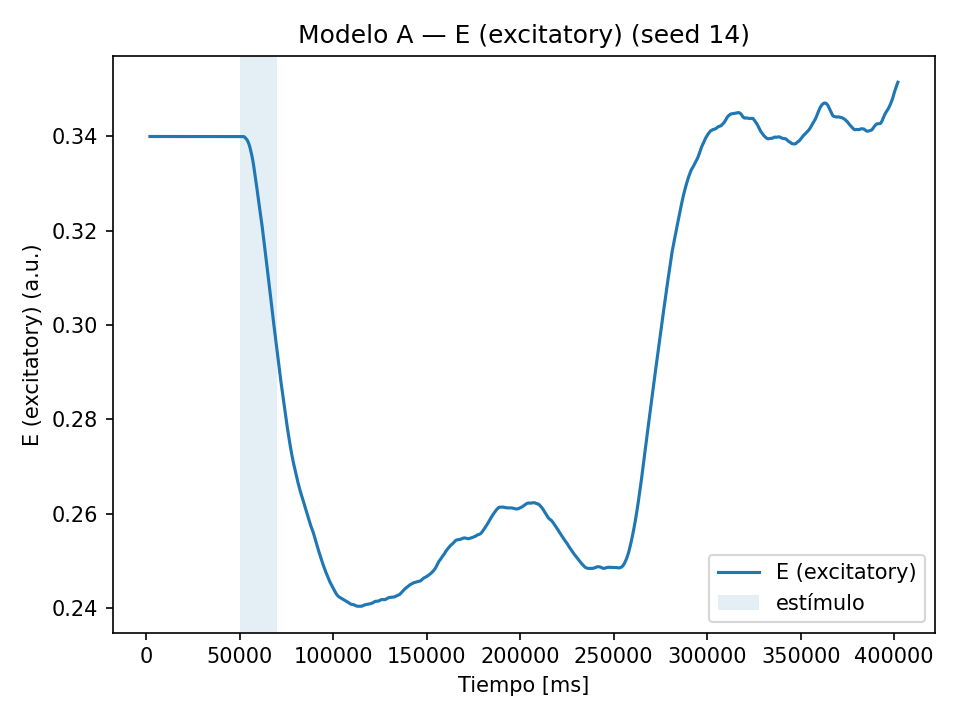 Modelo A — E (excitatory) (seed 14)
E (excitatory) (a.u.)
0.34
0.32
0.30
0.28
0.26
0.24
E (excitatory)
estímulo
0 50000 100000 150000 200000 250000 300000 350000 400000
Tiempo [ms]